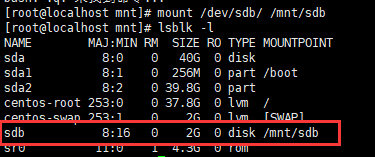 [root@localhost mnt]# mount /dev/sdb/ /mnt/sdb
[root@localhost mnt]# lsblk -l
NAME MAJ:MIN RM SIZE RO TYPE MOUNTPOINT
sda 8:0 0 40G 0 disk
sda1 8:1 0 256M 0 part /boot
sda2 8:2 0 39.8G 0 part
centos-root 253:0 0 37.8G 0 lvm /
centos-swap 253:1 0 2G 0 lvm [SWAP]
sdb 8:16 0 2G 0 disk /mnt/sdb
sr0 11:0 1 4.3G 0 rom